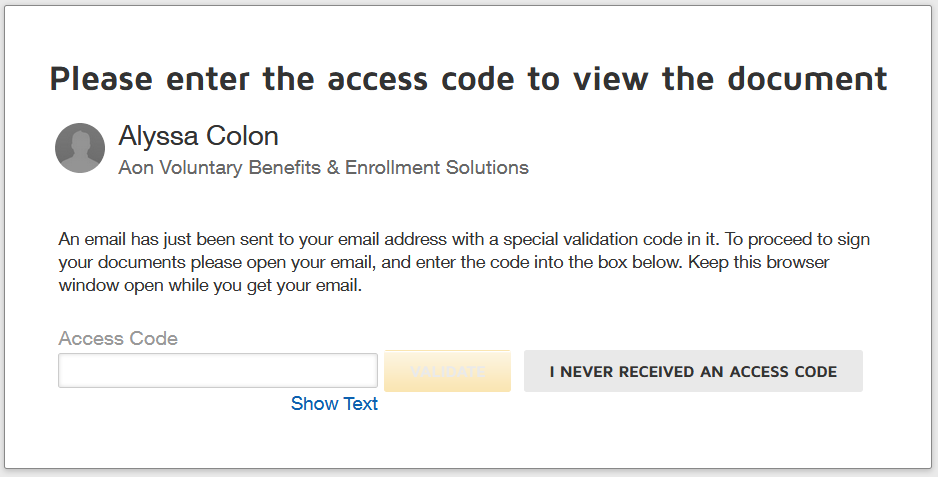 Please enter the access code to view the document
Alyssa Colon
Aon Voluntary Benefits & Enrollment Solutions
An email has just been sent to your email address with a special validation code in it. To proceed to sign
your documents please open your email, and enter the code into the box below. Keep this browser
window open while you get your email.
Access Code
VALIDATE
I NEVER RECEIVED AN ACCESS CODE
Show Text